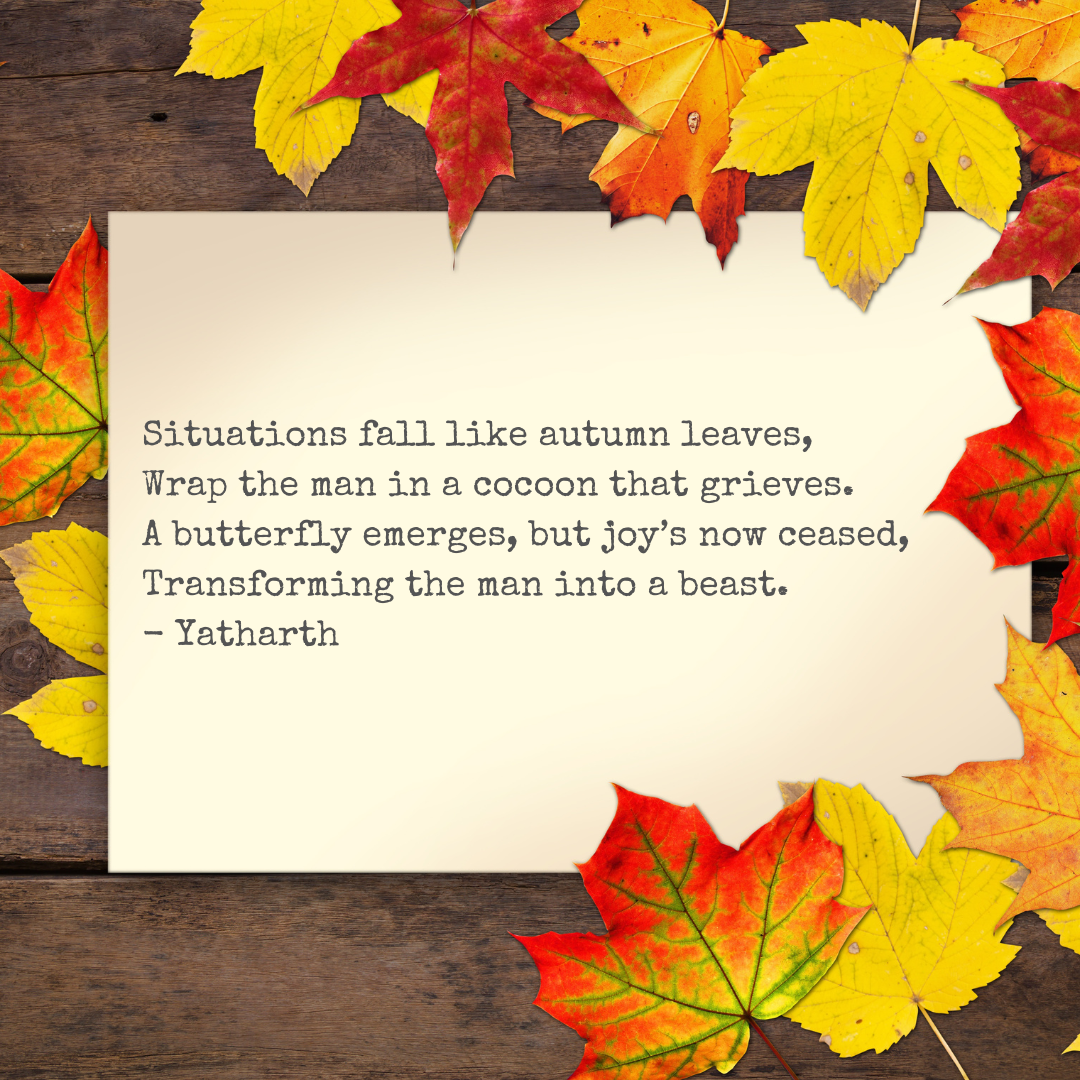 Situations fall like autumn leaves,
Wrap the man in a cocoon that grieves.
A butterfly emerges, but joy’s now ceased,
Transforming the man into a beast.
– Yatharth